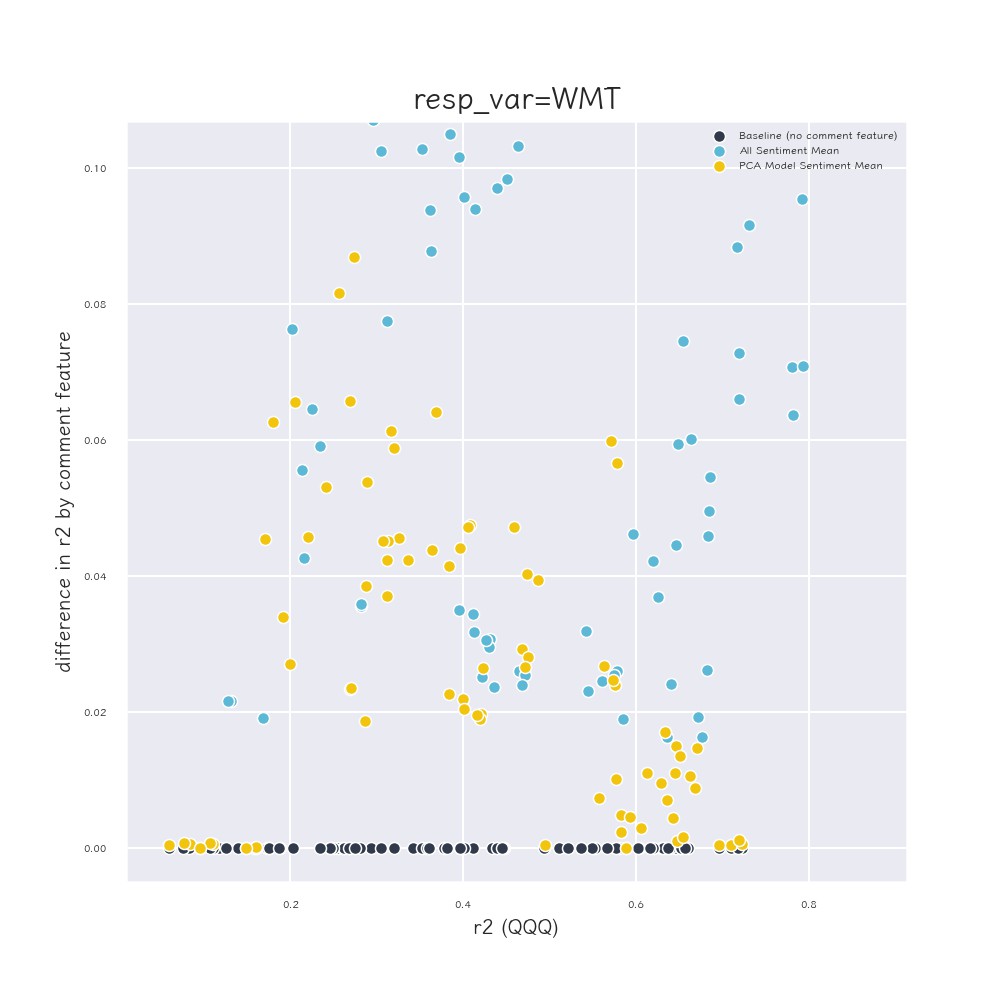 resp_var=WMT
Baseline (no comment feature)
All Sentiment Mean
PCA Model Sentiment Mean
difference in r2 by comment feature
0.10
0.08
0.06
0.04
0.02
0.00
0.2 0.4 0.6 0.8
r2 (QQQ)